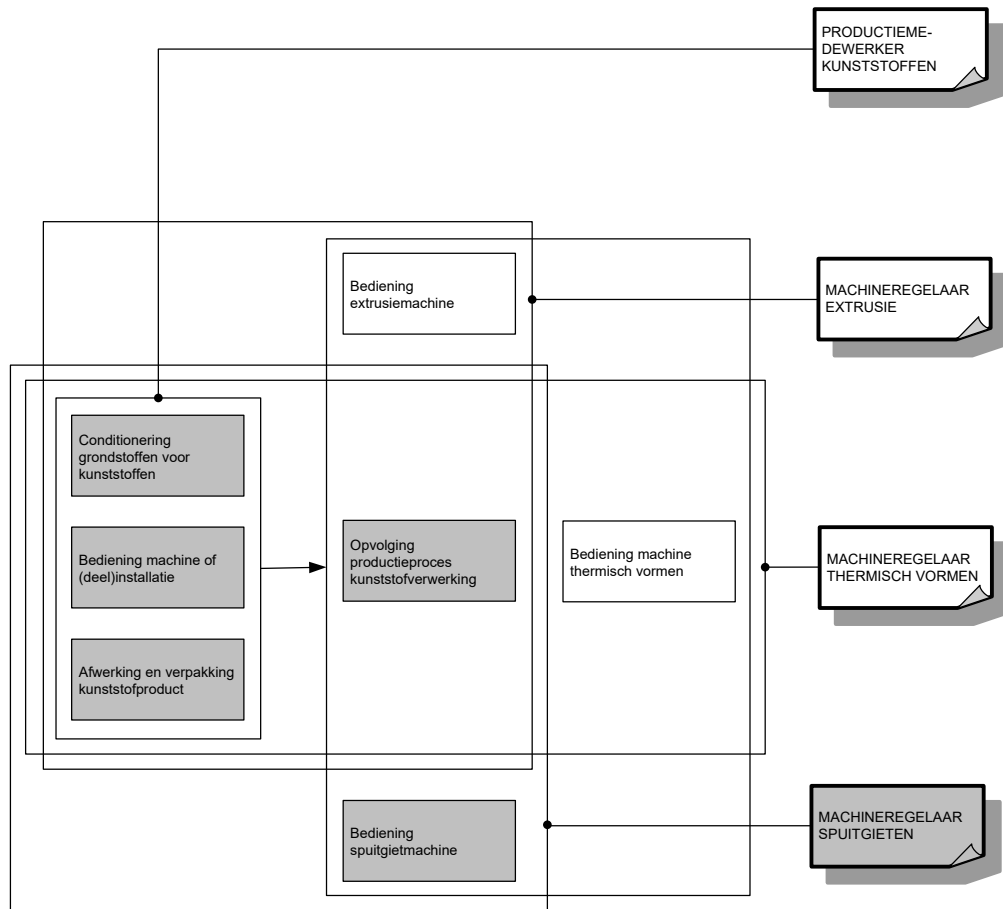 PRODUCTIEME-
DEWERKER
KUNSTSTOFFEN
Bediening
extrusiemachine
MACHINEREGELAAR
EXTRUSIE
Conditionering
grondstoffen voor
kunststoffen
Bediening machine of
(deel)installatie
Opvolging
productieproces
kunststofverwerking
Bediening machine
thermisch vormen
MACHINEREGELAAR
THERMISCH VORMEN
Afwerking en verpakking
kunststofproduct
Bediening
spuitgietmachine
MACHINEREGELAAR
SPUITGIETEN